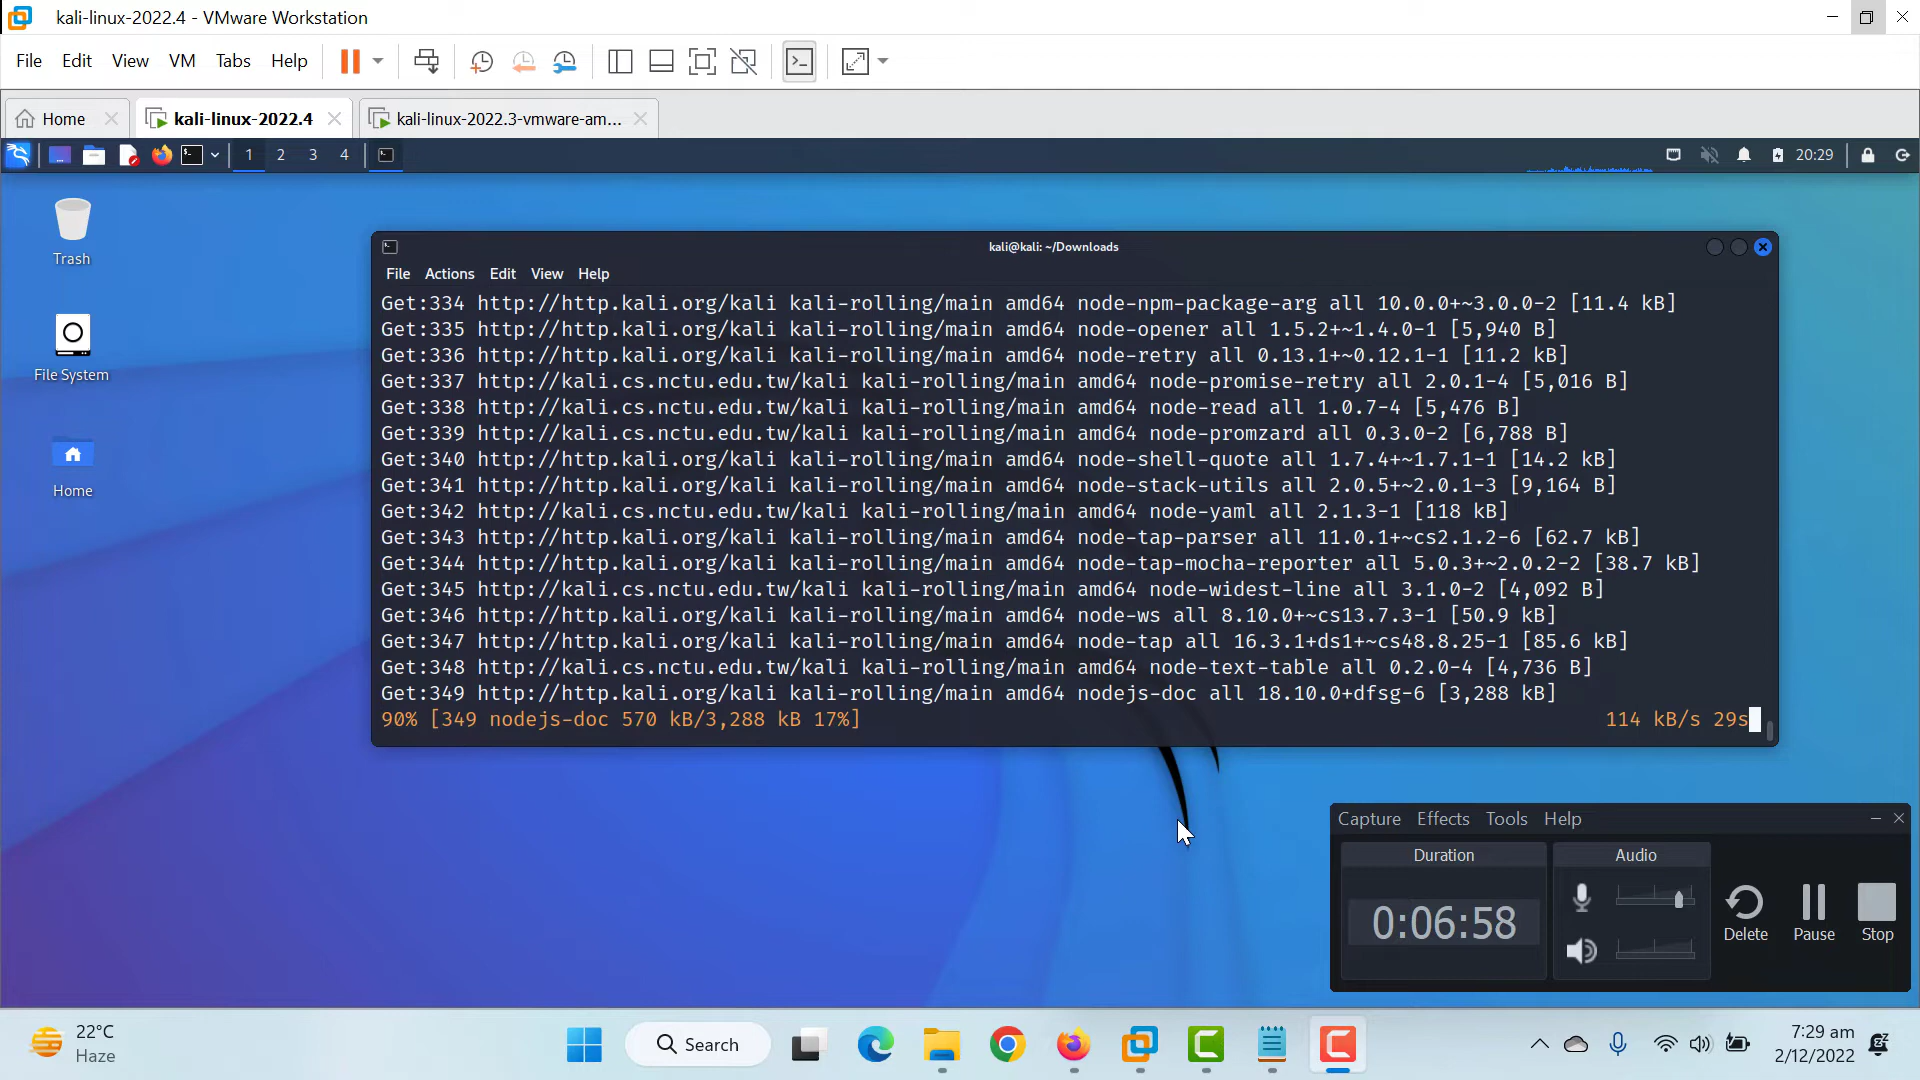 kali-linux-2022.4 - VMware Workstation
File Edit View VM Tabs Help
Home kali-linux-2022.4 kali-linux-2022.3-vmware-am...
1 2 3 4 20:29
Trash
File System
Home
kali@kali: ~/Downloads
File Actions Edit View Help
Get:334 http://http.kali.org/kali kali-rolling/main amd64 node-npm-package-arg all 10.0.0+~3.0.0-2 [11.4 kB]
Get:335 http://http.kali.org/kali kali-rolling/main amd64 node-opener all 1.5.2+~1.4.0-1 [5,940 B]
Get:336 http://http.kali.org/kali kali-rolling/main amd64 node-retry all 0.13.1+~0.12.1-1 [11.2 kB]
Get:337 http://kali.cs.nctu.edu.tw/kali kali-rolling/main amd64 node-promise-retry all 2.0.1-4 [5,016 B]
Get:338 http://kali.cs.nctu.edu.tw/kali kali-rolling/main amd64 node-read all 1.0.7-4 [5,476 B]
Get:339 http://kali.cs.nctu.edu.tw/kali kali-rolling/main amd64 node-promzard all 0.3.0-2 [6,788 B]
Get:340 http://http.kali.org/kali kali-rolling/main amd64 node-shell-quote all 1.7.4+~1.7.1-1 [14.2 kB]
Get:341 http://http.kali.org/kali kali-rolling/main amd64 node-stack-utils all 2.0.5+~2.0.1-3 [9,164 B]
Get:342 http://kali.cs.nctu.edu.tw/kali kali-rolling/main amd64 node-yaml all 2.1.3-1 [118 kB]
Get:343 http://http.kali.org/kali kali-rolling/main amd64 node-tap-parser all 11.0.1+~cs2.1.2-6 [62.7 kB]
Get:344 http://http.kali.org/kali kali-rolling/main amd64 node-tap-mocha-reporter all 5.0.3+~2.0.2-2 [38.7 kB]
Get:345 http://kali.cs.nctu.edu.tw/kali kali-rolling/main amd64 node-widest-line all 3.1.0-2 [4,092 B]
Get:346 http://http.kali.org/kali kali-rolling/main amd64 node-ws all 8.10.0+~cs13.7.3-1 [50.9 kB]
Get:347 http://http.kali.org/kali kali-rolling/main amd64 node-tap all 16.3.1+ds1+~cs48.8.25-1 [85.6 kB]
Get:348 http://kali.cs.nctu.edu.tw/kali kali-rolling/main amd64 node-text-table all 0.2.0-4 [4,736 B]
Get:349 http://http.kali.org/kali kali-rolling/main amd64 nodejs-doc all 18.10.0+dfsg-6 [3,288 kB]
90% [349 nodejs-doc 570 kB/3,288 kB 17%] 114 kB/s 29s
Capture Effects Tools Help
Duration Audio
0:06:58
Delete Pause Stop
22°C
Haze
Search
7:29 am
2/12/2022